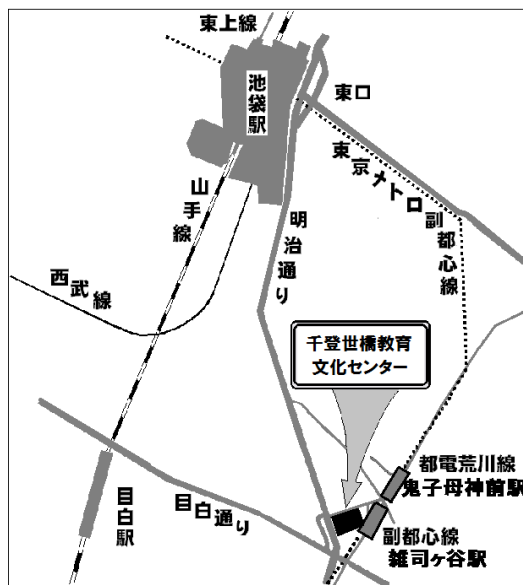 東上線
池袋駅
東口
東京メトロ副都心線
山手線
明治通り
西武線
千登世橋教育
文化センター
都電荒川線
鬼子母神前駅
目白駅
目白通り
副都心線
雑司ヶ谷駅